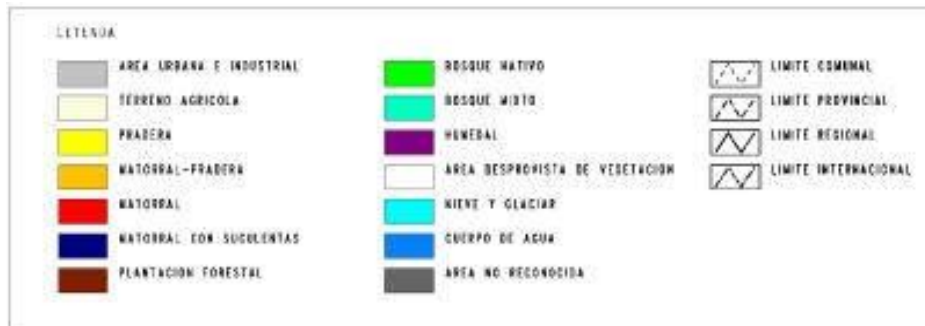 LEYENDA
AREA URBANA E INDUSTRIAL
TERRENO AGRICOLA
PRADERA
MATORRAL-PRADERA
MATORRAL
MATORRAL CON SUCULENTAS
PLANTACION FORESTAL
BOSQUE NATIVO
BOSQUE MIXTO
HUMEDAL
AREA DESPROVISTA DE VEGETACION
NIEVE Y GLACIAR
CUERPO DE AGUA
AREA NO RECONOCIDA
LIMITE COMUNAL
LIMITE PROVINCIAL
LIMITE REGIONAL
LIMITE INTERNACIONAL